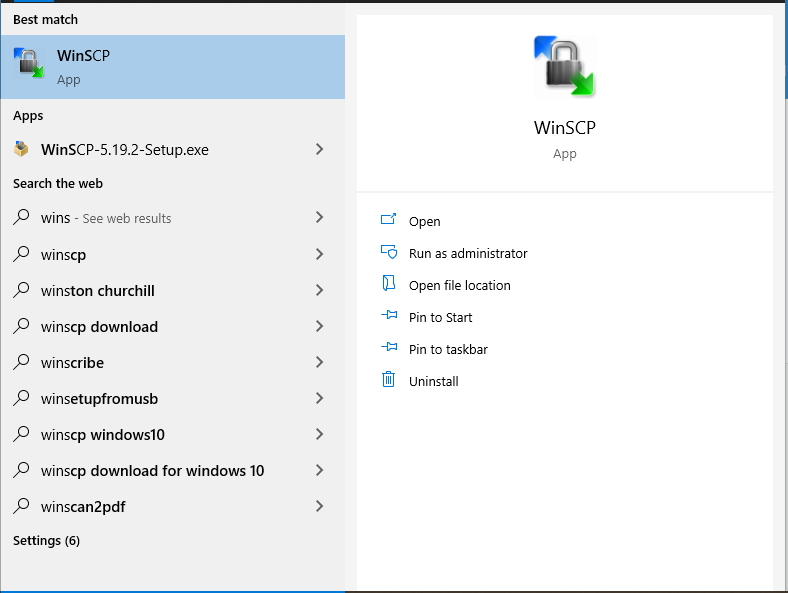 Best match
WinSCP
App
Apps
WinSCP-5.19.2-Setup.exe
Search the web
wins - See web results
winscp
winston churchill
winscp download
winscribe
winsetupfromusb
winscp windows10
winscp download for windows 10
winscan2pdf
Settings (6)
WinSCP
App
Open
Run as administrator
Open file location
Pin to Start
Pin to taskbar
Uninstall